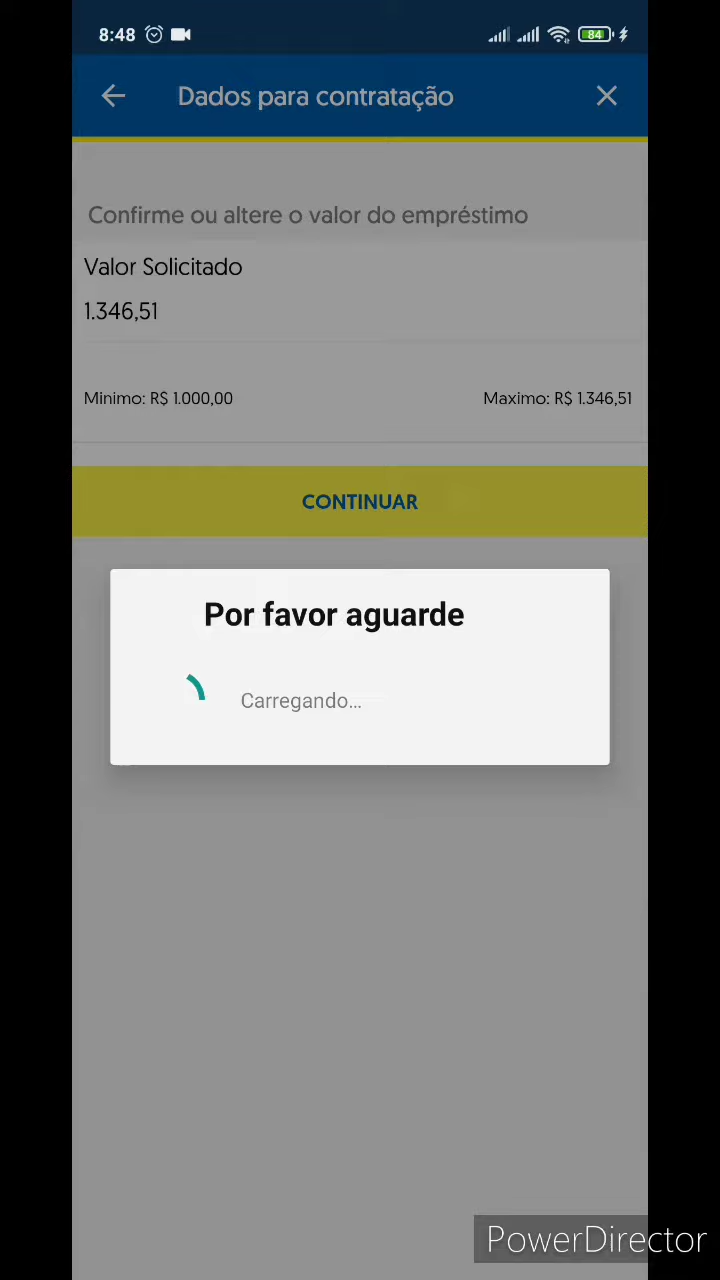 8:48
84
Dados para contratação
Confirme ou altere o valor do empréstimo
Valor Solicitado
1.346,51
Minimo: R$ 1.000,00
Maximo: R$ 1.346,51
CONTINUAR
Por favor aguarde
Carregando...
PowerDirector